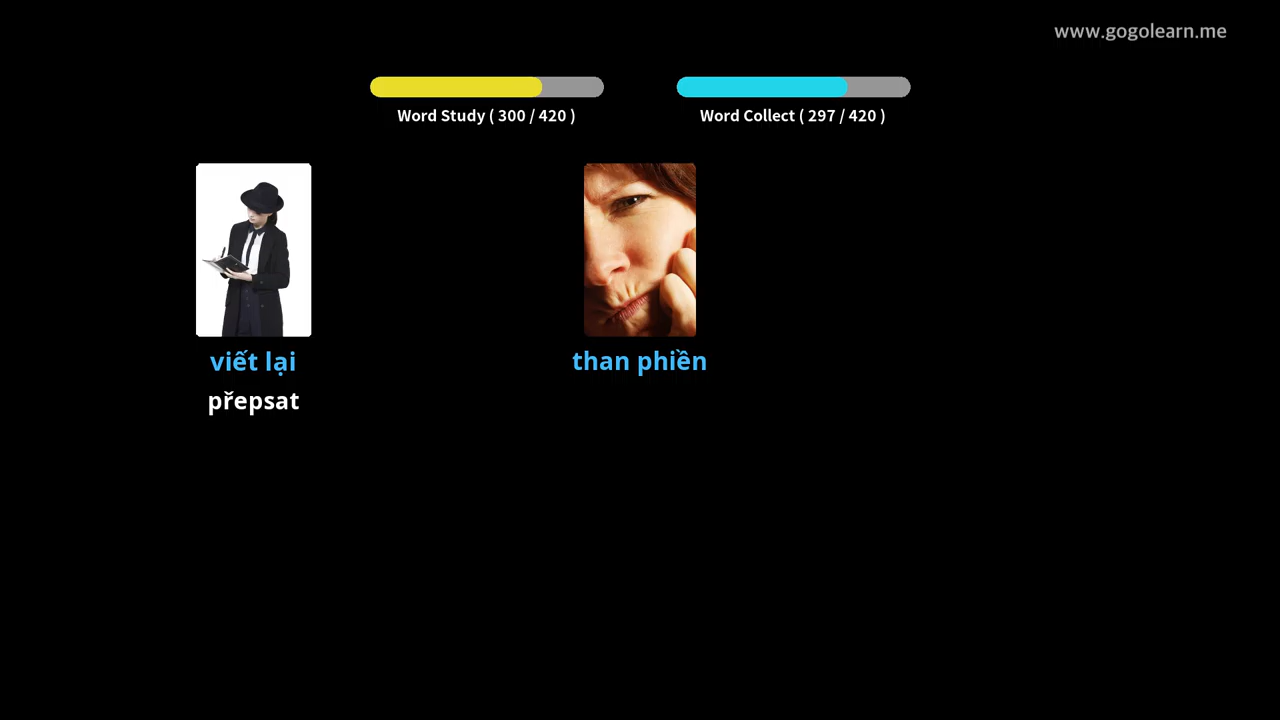 www.gogolearn.me
Word Study ( 300 / 420 )
Word Collect ( 297 / 420 )
viết lại
than phiền
přepsat